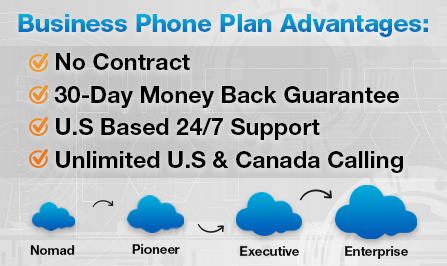 Business Phone Plan Advantages:
No Contract
30-Day Money Back Guarantee
U.S Based 24/7 Support
Unlimited U.S & Canada Calling
Nomad Pioneer Executive Enterprise